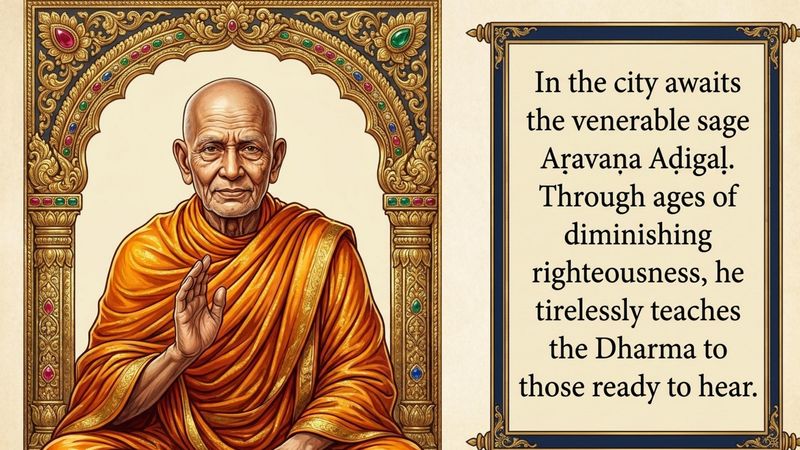 In the city awaits
the venerable sage
Aṟavaṇa Aḍigaḷ.
Through ages of
diminishing
righteousness, he
tirelessly teaches
the Dharma to
those ready to hear.